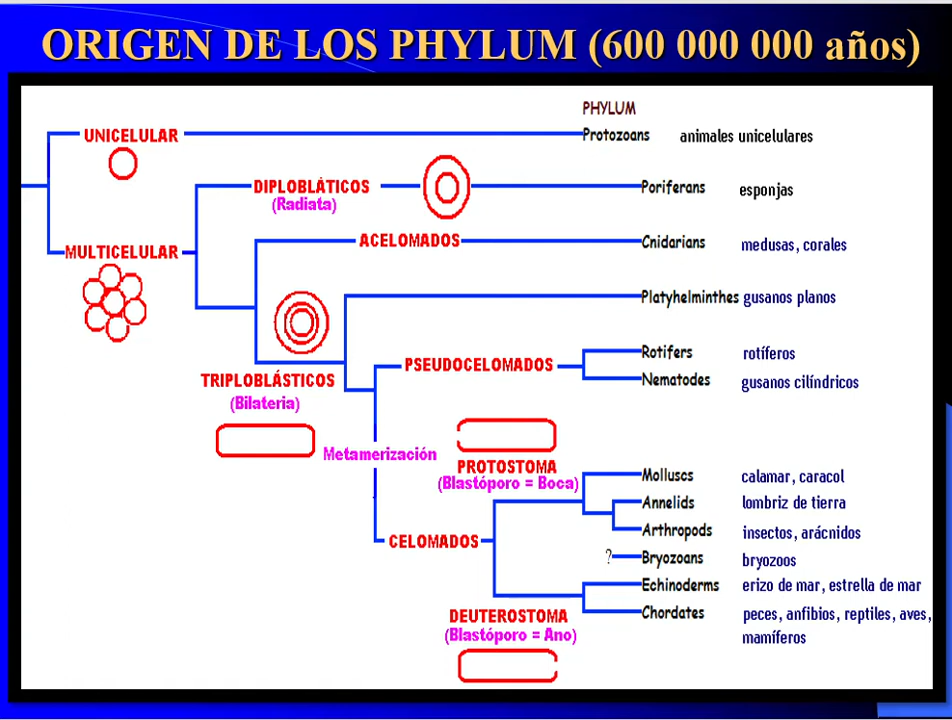 ORIGEN DE LOS PHYLUM (600 000 000 años)
PHYLUM
UNICELULAR
Protozoans animales unicelulares
DIPLOBLÁTICOS
(Radiata)
Poriferans esponjas
MULTICELULAR
ACELOMADOS
Cnidarians medusas, corales
Platyhelminthes gusanos planos
TRIPLOBLÁSTICOS
(Bilateria)
PSEUDOCELOMADOS
Rotifers rotíferos
Nematodes gusanos cilíndricos
Metamerización
PROTOSTOMA
(Blastóporo = Boca)
Molluscs calamar, caracol
Annelids lombriz de tierra
Arthropods insectos, arácnidos
CELOMADOS
? Bryozoans bryozoos
Echinoderms erizo de mar, estrella de mar
Chordates peces, anfibios, reptiles, aves,
mamíferos
DEUTEROSTOMA
(Blastóporo = Ano)